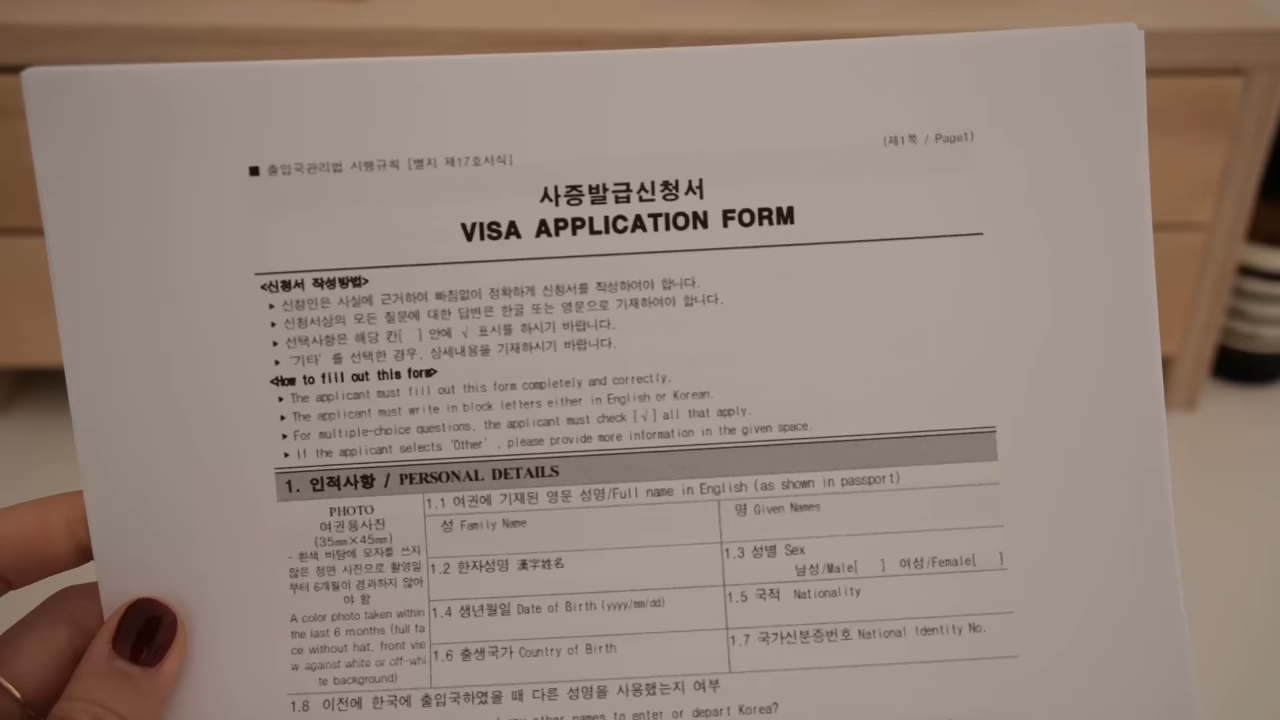 ■ 출입국관리법 시행규칙 [별지 제17호서식]
(제1쪽 / Page1)
사증발급신청서
VISA APPLICATION FORM
<신청서 작성방법>
▶ 신청인은 사실에 근거하여 빠짐없이 정확하게 신청서를 작성하여야 합니다.
▶ 신청서상의 모든 질문에 대한 답변은 한글 또는 영문으로 기재하여야 합니다.
▶ 선택사항은 해당 칸[ ] 안에 √ 표시를 하시기 바랍니다.
▶ '기타' 를 선택한 경우, 상세내용을 기재하시기 바랍니다.
<How to fill out this form>
▶ The applicant must fill out this form completely and correctly.
▶ The applicant must write in block letters either in English or Korean.
▶ For multiple-choice questions, the applicant must check [√] all that apply.
▶ If the applicant selects 'Other' , please provide more information in the given space.
1. 인적사항 / PERSONAL DETAILS
PHOTO
여권용사진
(35㎜×45㎜)
- 흰색 바탕에 모자를 쓰지
않은 정면 사진으로 촬영일
부터 6개월이 경과하지 않아
야 함
A color photo taken within
the last 6 months (full fa
ce without hat, front vie
w against white or off-whi
te background)
1.1 여권에 기재된 영문 성명/Full name in English (as shown in passport)
성 Family Name
명 Given Names
1.2 한자성명 漢字姓名
1.3 성별 Sex
남성/Male[ ] 여성/Female[ ]
1.4 생년월일 Date of Birth (yyyy/mm/dd)
1.5 국적 Nationality
1.6 출생국가 Country of Birth
1.7 국가신분증번호 National Identity No.
1.8 이전에 한국에 출입국하였을 때 다른 성명을 사용했는지 여부
any other names to enter or depart Korea?